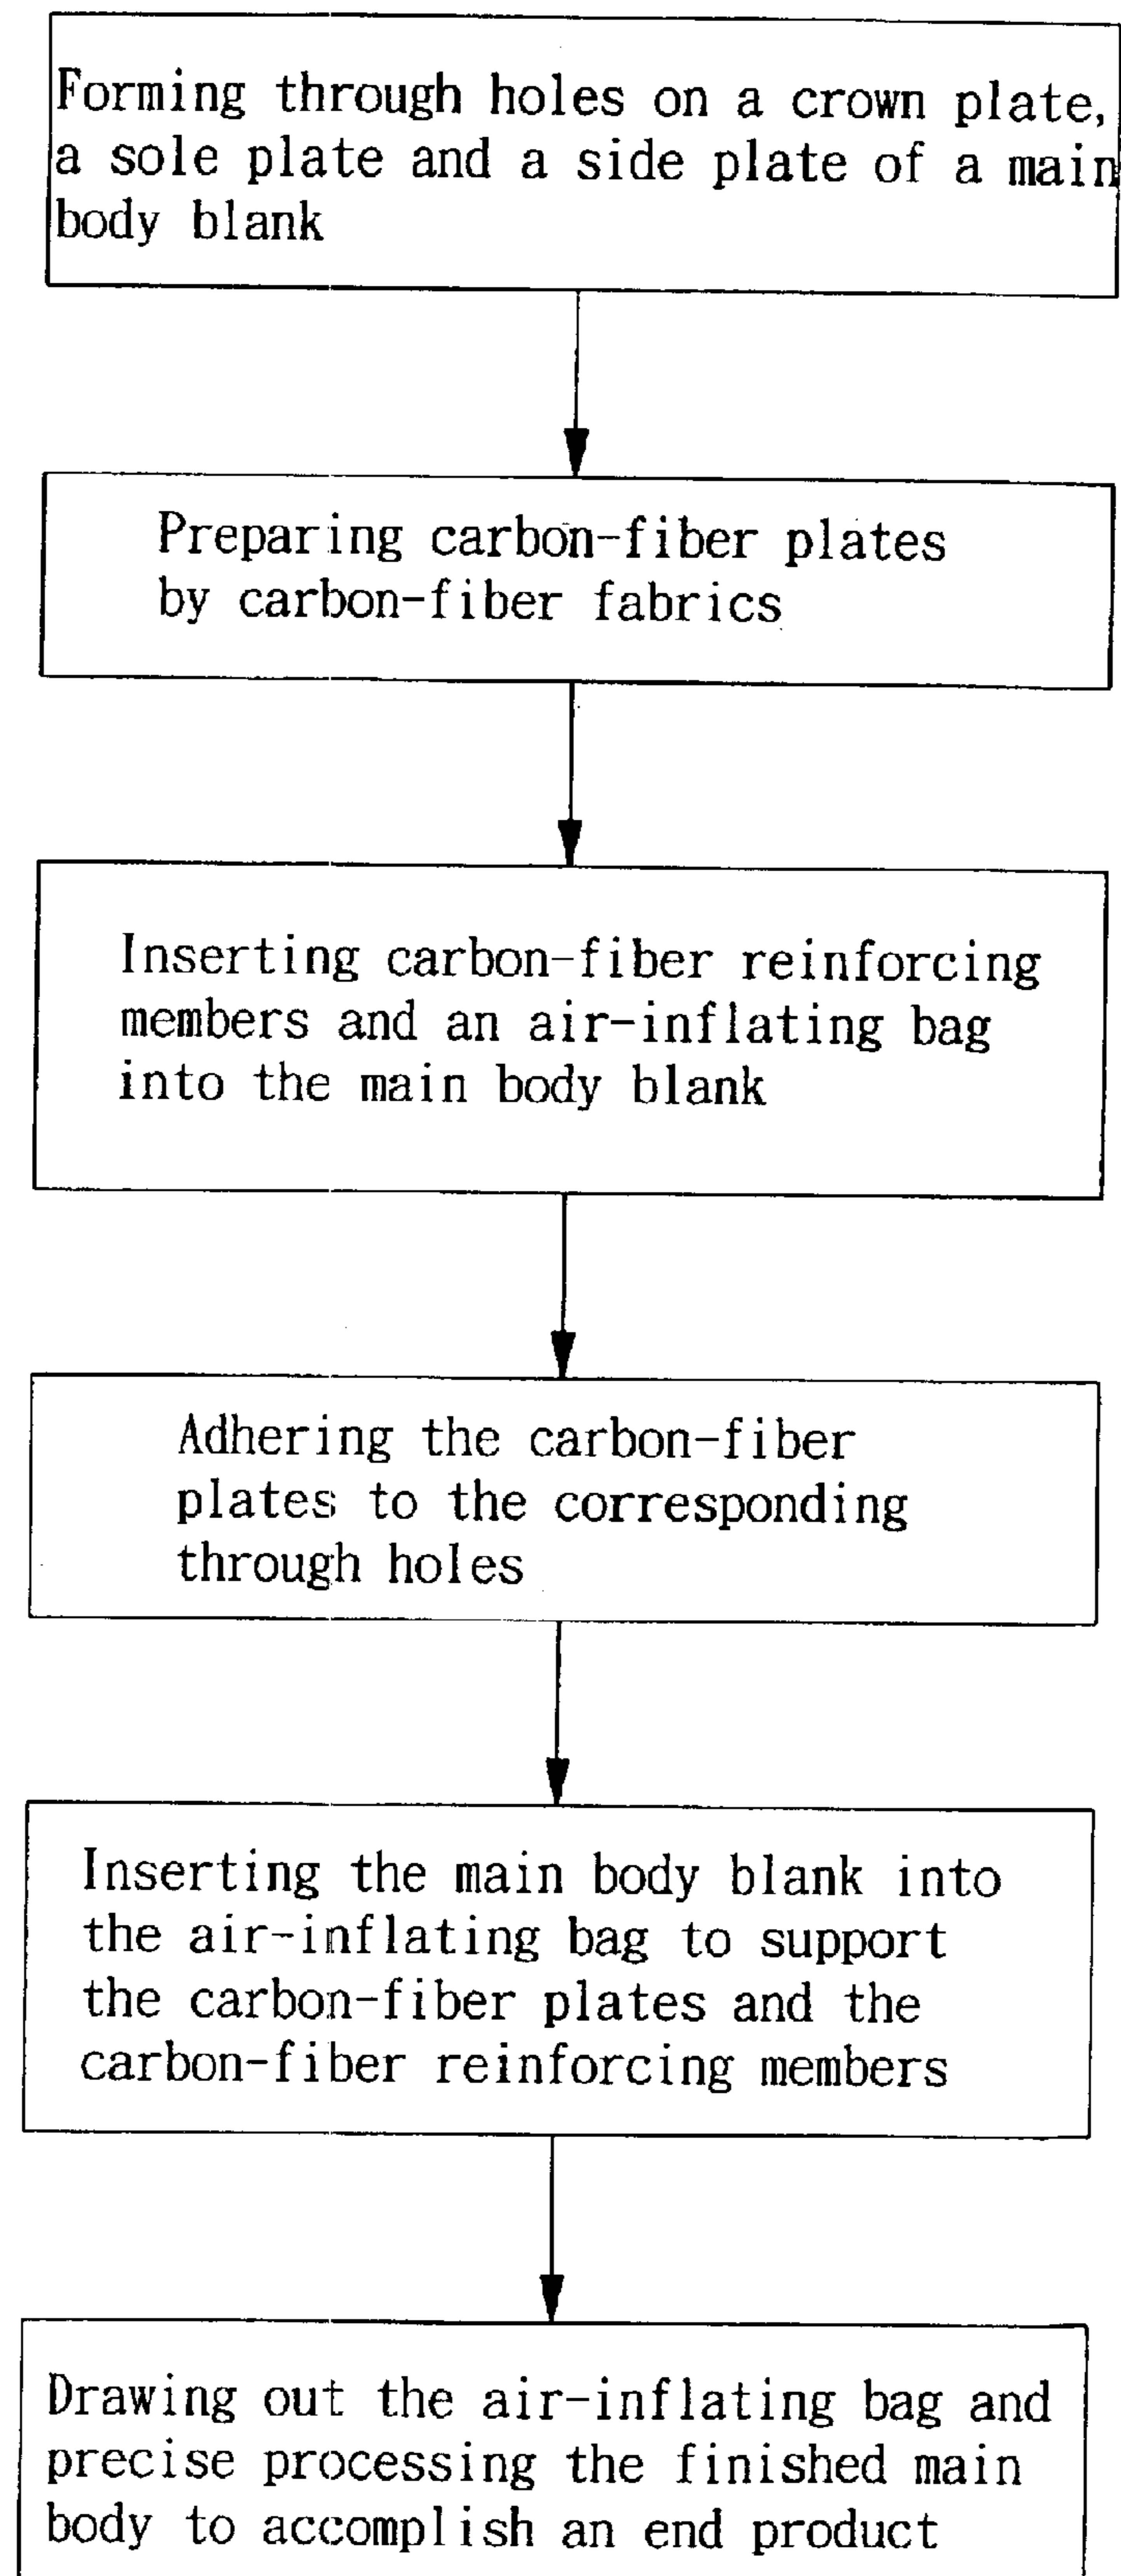 Forming through holes on a crown plate,
a sole plate and a side plate of a main
body blank
Preparing carbon-fiber plates
by carbon-fiber fabrics
Inserting carbon-fiber reinforcing
members and an air-inflating bag
into the main body blank
Adhering the carbon-fiber
plates to the corresponding
through holes
Inserting the main body blank into
the air-inflating bag to support
the carbon-fiber plates and the
carbon-fiber reinforcing members
Drawing out the air-inflating bag and
precise processing the finished main
body to accomplish an end product